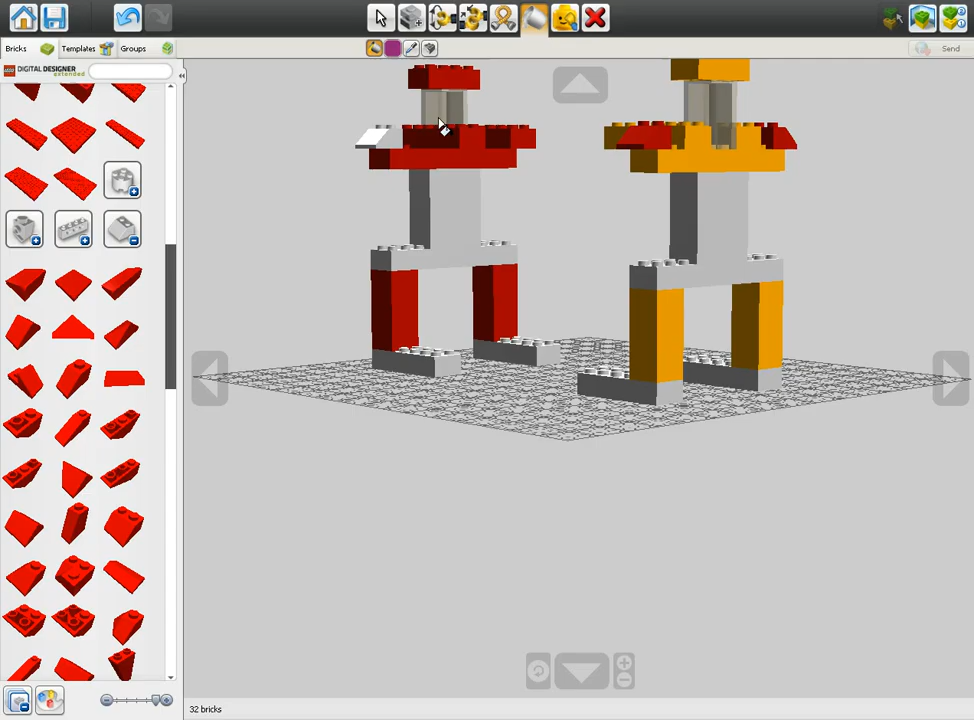 Bricks
Templates
Groups
Send
LEGO DIGITAL DESIGNER
extended
32 bricks